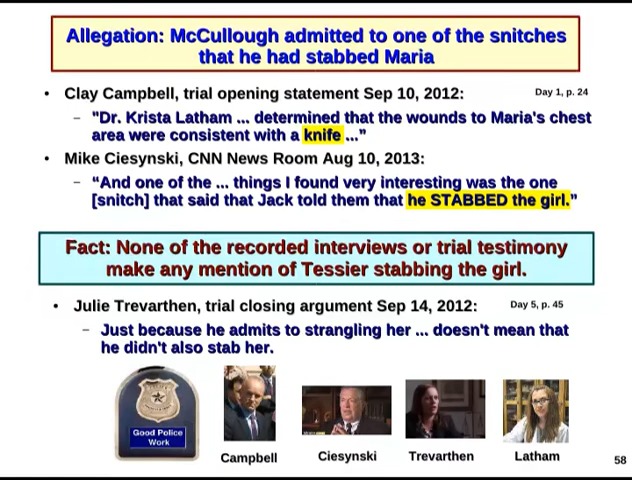 Allegation: McCullough admitted to one of the snitches
that he had stabbed Maria
• Clay Campbell, trial opening statement Sep 10, 2012: Day 1, p. 24
– "Dr. Krista Latham ... determined that the wounds to Maria's chest
area were consistent with a knife ..."
• Mike Ciesynski, CNN News Room Aug 10, 2013:
– “And one of the ... things I found very interesting was the one
[snitch] that said that Jack told them that he STABBED the girl.”
Fact: None of the recorded interviews or trial testimony
make any mention of Tessier stabbing the girl.
• Julie Trevarthen, trial closing argument Sep 14, 2012: Day 5, p. 45
– Just because he admits to strangling her ... doesn't mean that
he didn't also stab her.
Good Police
Work
Campbell
Ciesynski
Trevarthen
Latham
58